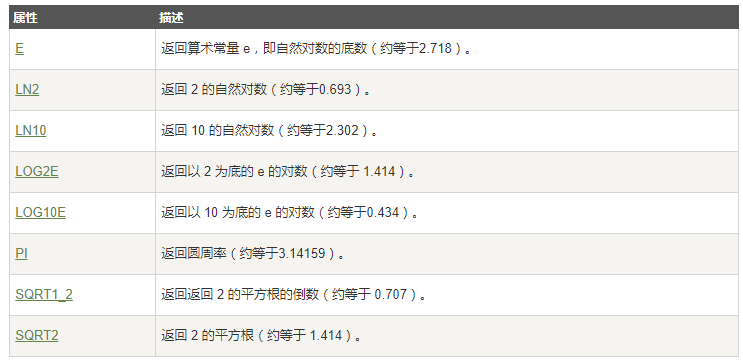 属性 描述
E 返回算术常量 e，即自然对数的底数（约等于2.718）。
LN2 返回 2 的自然对数（约等于0.693）。
LN10 返回 10 的自然对数（约等于2.302）。
LOG2E 返回以 2 为底的 e 的对数（约等于 1.414）。
LOG10E 返回以 10 为底的 e 的对数（约等于0.434）。
PI 返回圆周率（约等于3.14159）。
SQRT1_2 返回返回 2 的平方根的倒数（约等于 0.707）。
SQRT2 返回 2 的平方根（约等于 1.414）。